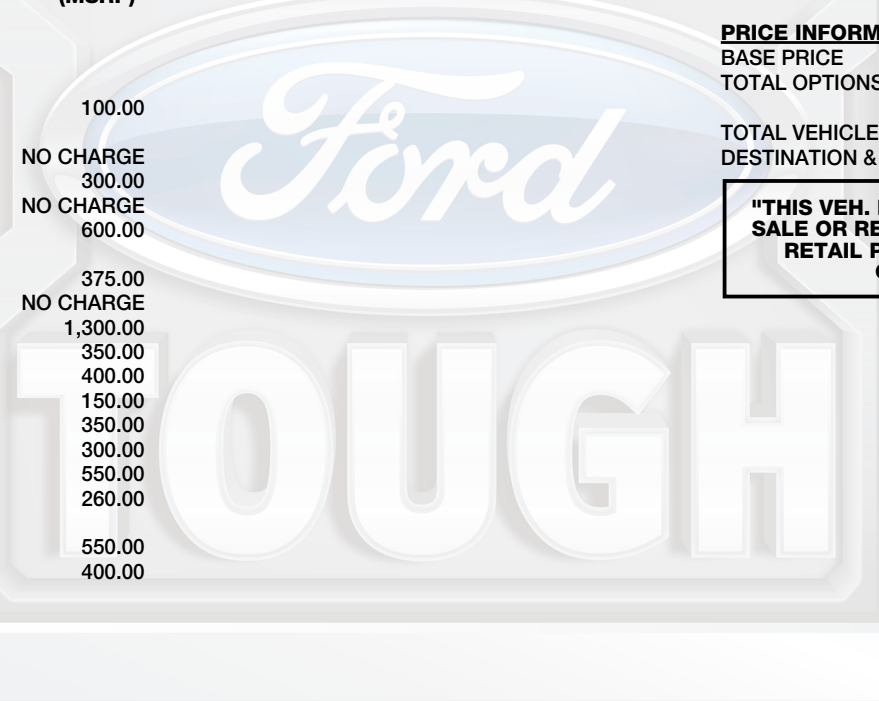 100.00
NO CHARGE
300.00
NO CHARGE
600.00
375.00
NO CHARGE
1,300.00
350.00
400.00
150.00
350.00
300.00
550.00
260.00
550.00
400.00
PRICE INFORM
BASE PRICE
TOTAL OPTIONS
TOTAL VEHICLE
DESTINATION &
"THIS VEH.
SALE OR RE
RETAIL P
Ford
TOUGH